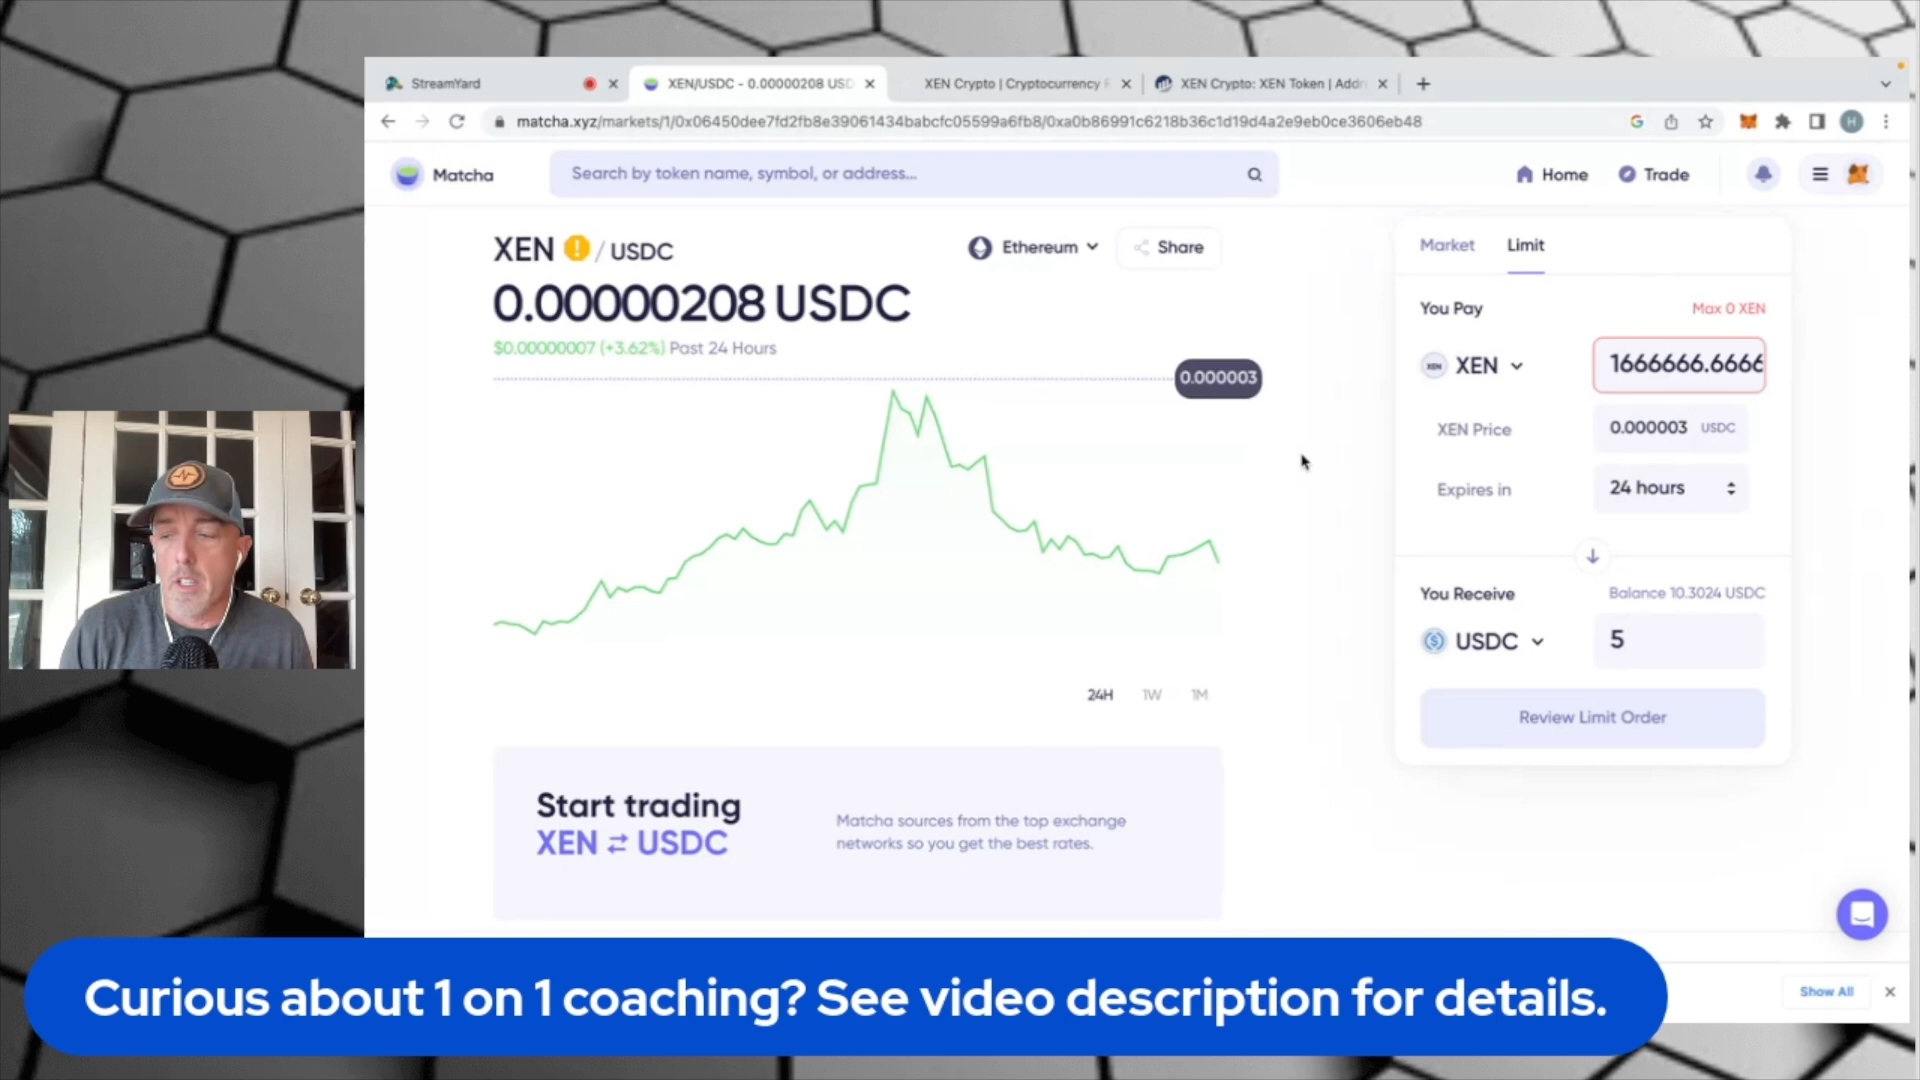 StreamYard
XEN/USDC - 0.00000208 USD
XEN Crypto | Cryptocurrency
XEN Crypto: XEN Token | Addr
matcha.xyz/markets/1/0x06450dee7fd2fb8e39061434babcfc05599a6fb8/0xa0b86991c6218b36c1d19d4a2e9eb0ce3606eb48
G
H
Matcha
Search by token name, symbol, or address...
Home
Trade
XEN ! / USDC
Ethereum
Share
0.00000208 USDC
$0.00000007 (+3.62%) Past 24 Hours
0.000003
24H 1W 1M
Market Limit
You Pay
Max 0 XEN
XEN XEN
1666666.6666
XEN Price
0.000003 USDC
Expires in
24 hours
You Receive
Balance 10.3024 USDC
USDC
5
Review Limit Order
Start trading
XEN ⇄ USDC
Matcha sources from the top exchange
networks so you get the best rates.
Show All
Curious about 1 on 1 coaching? See video description for details.